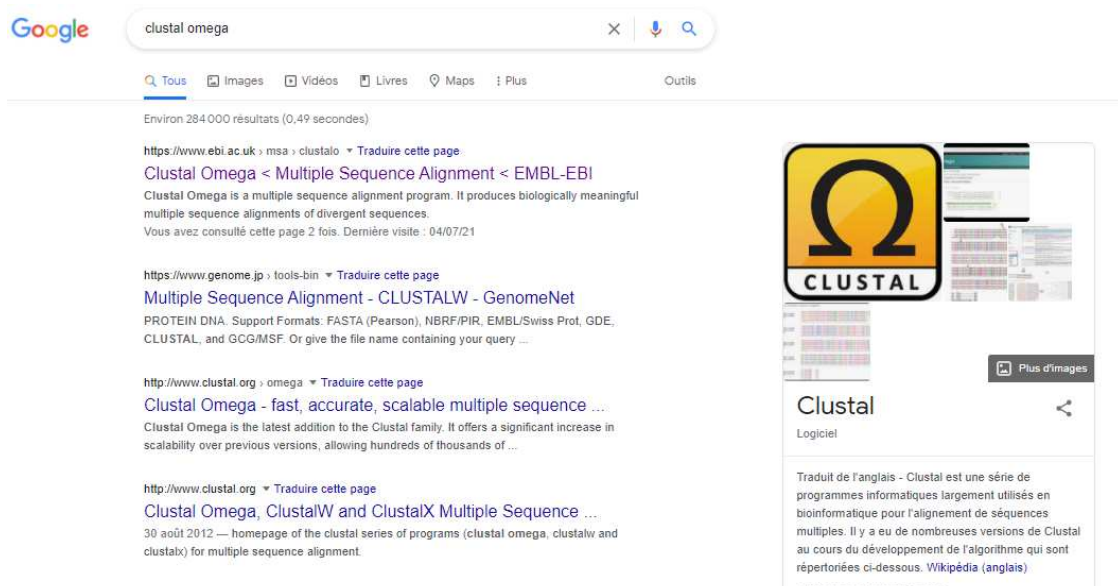 Google
clustal omega
Tous Images Vidéos Livres Maps Plus Outils
Environ 284 000 résultats (0,49 secondes)
https://www.ebi.ac.uk › msa › clustalo Traduire cette page
Clustal Omega < Multiple Sequence Alignment < EMBL-EBI
Clustal Omega is a multiple sequence alignment program. It produces biologically meaningful
multiple sequence alignments of divergent sequences.
Vous avez consulté cette page 2 fois. Dernière visite : 04/07/21
https://www.genome.jp › tools-bin Traduire cette page
Multiple Sequence Alignment - CLUSTALW - GenomeNet
PROTEIN DNA. Support Formats: FASTA (Pearson), NBRF/PIR, EMBL/Swiss Prot, GDE,
CLUSTAL, and GCG/MSF. Or give the file name containing your query ...
http://www.clustal.org › omega Traduire cette page
Clustal Omega - fast, accurate, scalable multiple sequence ...
Clustal Omega is the latest addition to the Clustal family. It offers a significant increase in
scalability over previous versions, allowing hundreds of thousands of ...
http://www.clustal.org Traduire cette page
Clustal Omega, ClustalW and ClustalX Multiple Sequence ...
30 août 2012 — homepage of the clustal series of programs (clustal omega, clustalw and
clustalx) for multiple sequence alignment.
Ω
CLUSTAL
Plus d'images
Clustal
Logiciel
Traduit de l'anglais - Clustal est une série de
programmes informatiques largement utilisés en
bioinformatique pour l'alignement de séquences
multiples. Il y a eu de nombreuses versions de Clustal
au cours du développement de l'algorithme qui sont
répertoriées ci-dessous. Wikipédia (anglais)